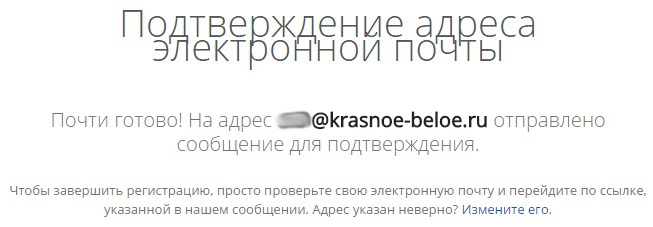 Подтверждение адреса
электронной почты
Почти готово! На адрес @krasnoe-beloe.ru отправлено
сообщение для подтверждения.
Чтобы завершить регистрацию, просто проверьте свою электронную почту и перейдите по ссылке,
указанной в нашем сообщении. Адрес указан неверно? Измените его.